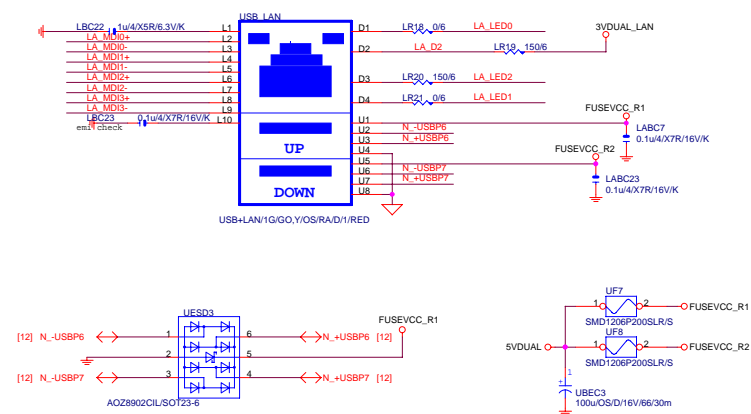 USB_LAN
LBC22 1u/4/X5R/6.3V/K L1 D1 LR18 0/6 LA_LED0 3VDUAL_LAN
LA_MDI0+ L2
LA_MDI0- L3 D2 LA_D2 LR19 150/6
LA_MDI1+ L4
LA_MDI1- L5
LA_MDI2+ L6 D3 LR20 150/6 LA_LED2
LA_MDI2- L7
LA_MDI3+ L8 D4 LR21 0/6 LA_LED1
LA_MDI3- L9
LBC23 0.1u/4/X7R/16V/K L10 U1 FUSEVCC_R1
emi check
U2 N_-USBP6
U3 N_+USBP6 LABC7
0.1u/4/X7R/16V/K
UP U4 FUSEVCC_R2
U5
U6 N_-USBP7
U7 N_+USBP7 LABC23
DOWN U8 0.1u/4/X7R/16V/K
USB+LAN/1G/GO,Y/OS/RA/D/1/RED
UESD3 FUSEVCC_R1
[12] N_-USBP6 1 6 N_+USBP6 [12]
2 5
[12] N_-USBP7 3 4 N_+USBP7 [12]
AOZ8902CIL/SOT23-6
UF7
1 2 FUSEVCC_R1
SMD1206P200SLR/S
UF8
5VDUAL 1 2 FUSEVCC_R2
SMD1206P200SLR/S
1
+
UBEC3
100u/OS/D/16V/66/30m